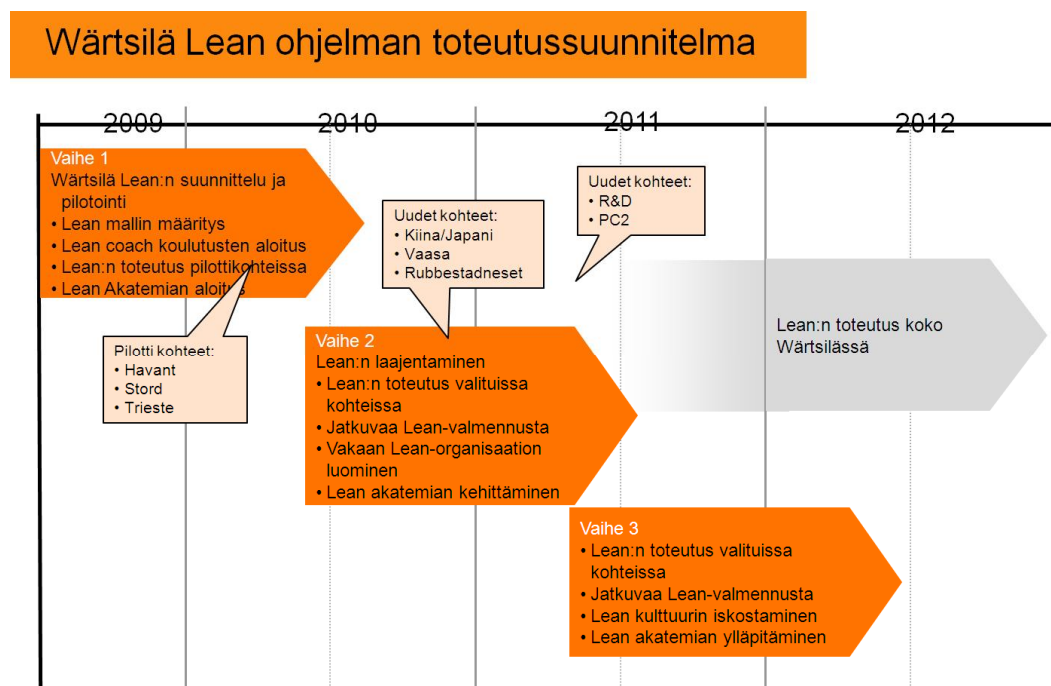 Wärtsilä Lean ohjelman toteutussuunnitelma
2009
2010
2011
2012
Vaihe 1
Wärtsilä Lean:n suunnittelu ja
pilotointi
• Lean mallin määritys
• Lean coach koulutusten aloitus
• Lean:n toteutus pilottikohteissa
• Lean Akatemian aloitus
Pilotti kohteet:
• Havant
• Stord
• Trieste
Uudet kohteet:
• Kiina/Japani
• Vaasa
• Rubbestadneset
Uudet kohteet:
• R&D
• PC2
Vaihe 2
Lean:n laajentaminen
• Lean:n toteutus valituissa
kohteissa
• Jatkuvaa Lean-valmennusta
• Vakaan Lean-organisaation
luominen
• Lean akatemian kehittäminen
Lean:n toteutus koko
Wärtsilässä
Vaihe 3
• Lean:n toteutus valituissa
kohteissa
• Jatkuvaa Lean-valmennusta
• Lean kulttuurin iskostaminen
• Lean akatemian ylläpitäminen